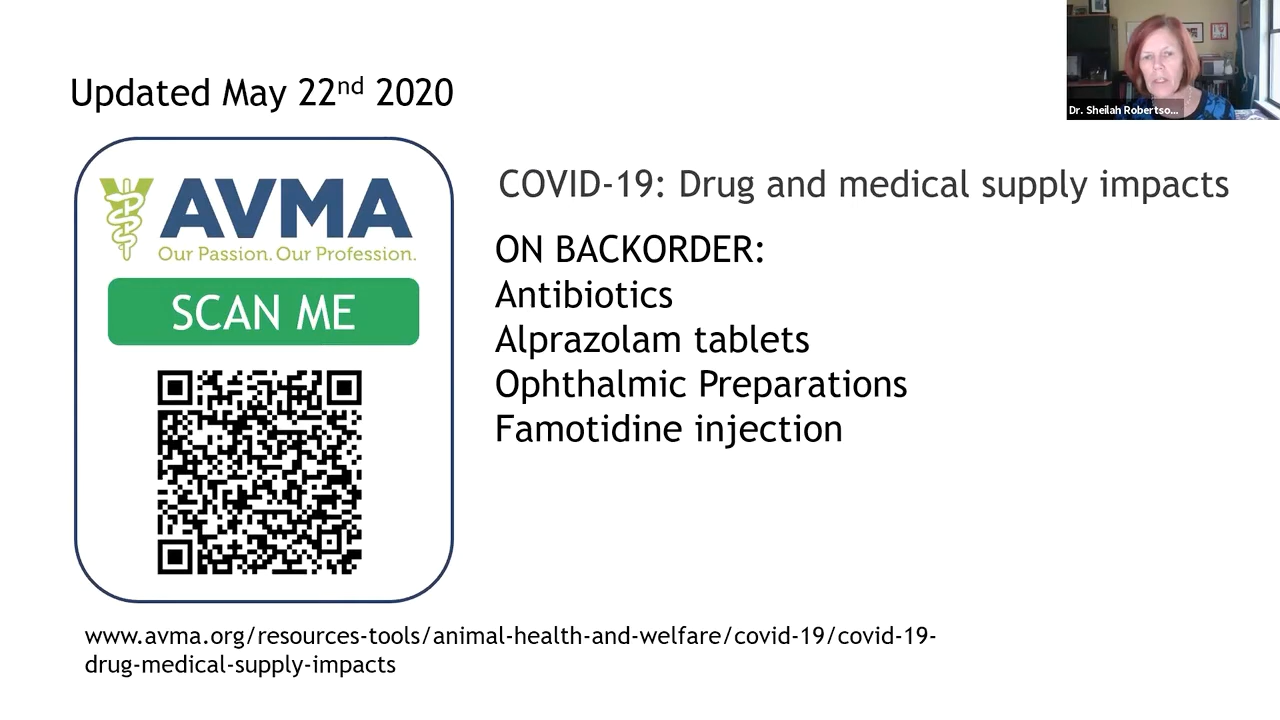 Updated May 22nd 2020
Dr. Sheilah Robertso...
AVMA
Our Passion. Our Profession.
SCAN ME
COVID-19: Drug and medical supply impacts
ON BACKORDER:
Antibiotics
Alprazolam tablets
Ophthalmic Preparations
Famotidine injection
www.avma.org/resources-tools/animal-health-and-welfare/covid-19/covid-19-
drug-medical-supply-impacts